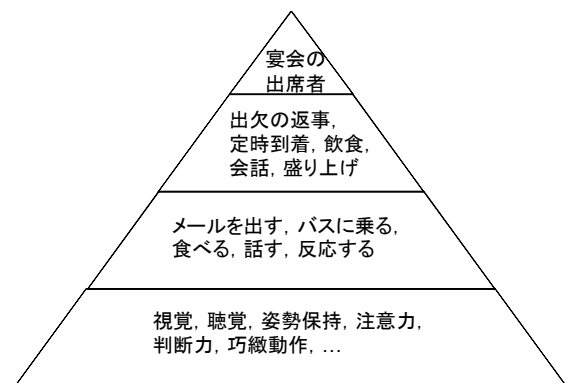 宴会の
出席者
出欠の返事,
定時到着, 飲食,
会話, 盛り上げ
メールを出す, バスに乗る,
食べる, 話す, 反応する
視覚, 聴覚, 姿勢保持, 注意力,
判断力, 巧緻動作, …